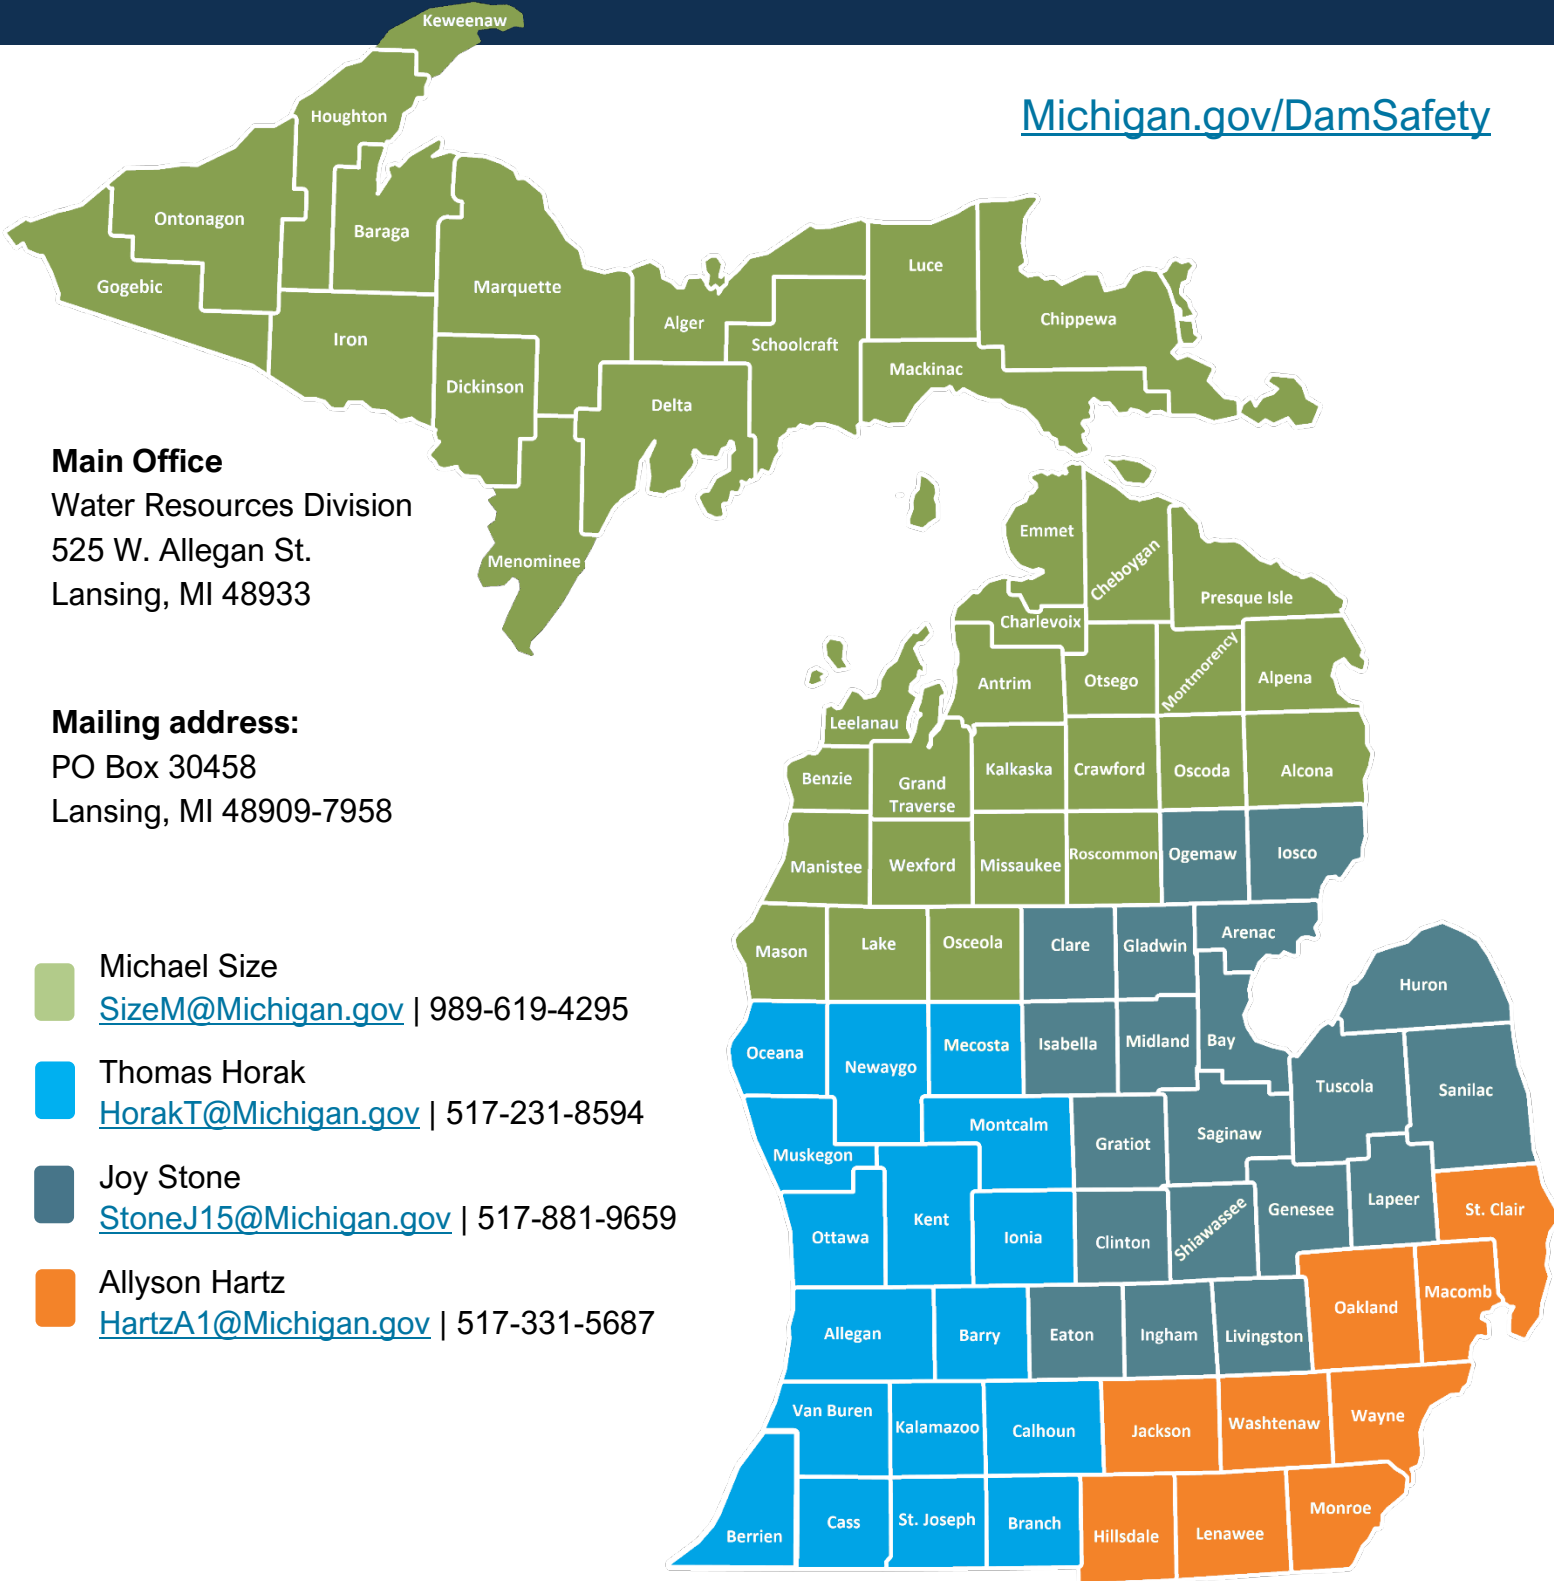 Keweenaw
Michigan.gov/DamSafety
Houghton
Ontonagon
Baraga
Gogebic
Marquette
Luce
Iron
Alger
Schoolcraft
Chippewa
Mackinac
Dickinson
Delta
Menominee
Main Office
Water Resources Division
525 W. Allegan St.
Lansing, MI 48933
Mailing address:
PO Box 30458
Lansing, MI 48909-7958
Emmet
Cheboygan
Presque Isle
Charlevoix
Antrim
Otsego
Montmorency
Alpena
Leelanau
Benzie
Grand
Traverse
Kalkaska
Crawford
Oscoda
Alcona
Manistee
Wexford
Missaukee
Roscommon
Ogemaw
Iosco
Mason
Lake
Osceola
Clare
Gladwin
Arenac
Huron
Oceana
Newaygo
Mecosta
Isabella
Midland
Bay
Tuscola
Sanilac
Muskegon
Montcalm
Gratiot
Saginaw
Ottawa
Kent
Ionia
Clinton
Shiawassee
Genesee
Lapeer
St. Clair
Allegan
Barry
Eaton
Ingham
Livingston
Oakland
Macomb
Van Buren
Kalamazoo
Calhoun
Jackson
Washtenaw
Wayne
Berrien
Cass
St. Joseph
Branch
Hillsdale
Lenawee
Monroe
Michael Size
SizeM@Michigan.gov | 989-619-4295
Thomas Horak
HorakT@Michigan.gov | 517-231-8594
Joy Stone
StoneJ15@Michigan.gov | 517-881-9659
Allyson Hartz
HartzA1@Michigan.gov | 517-331-5687